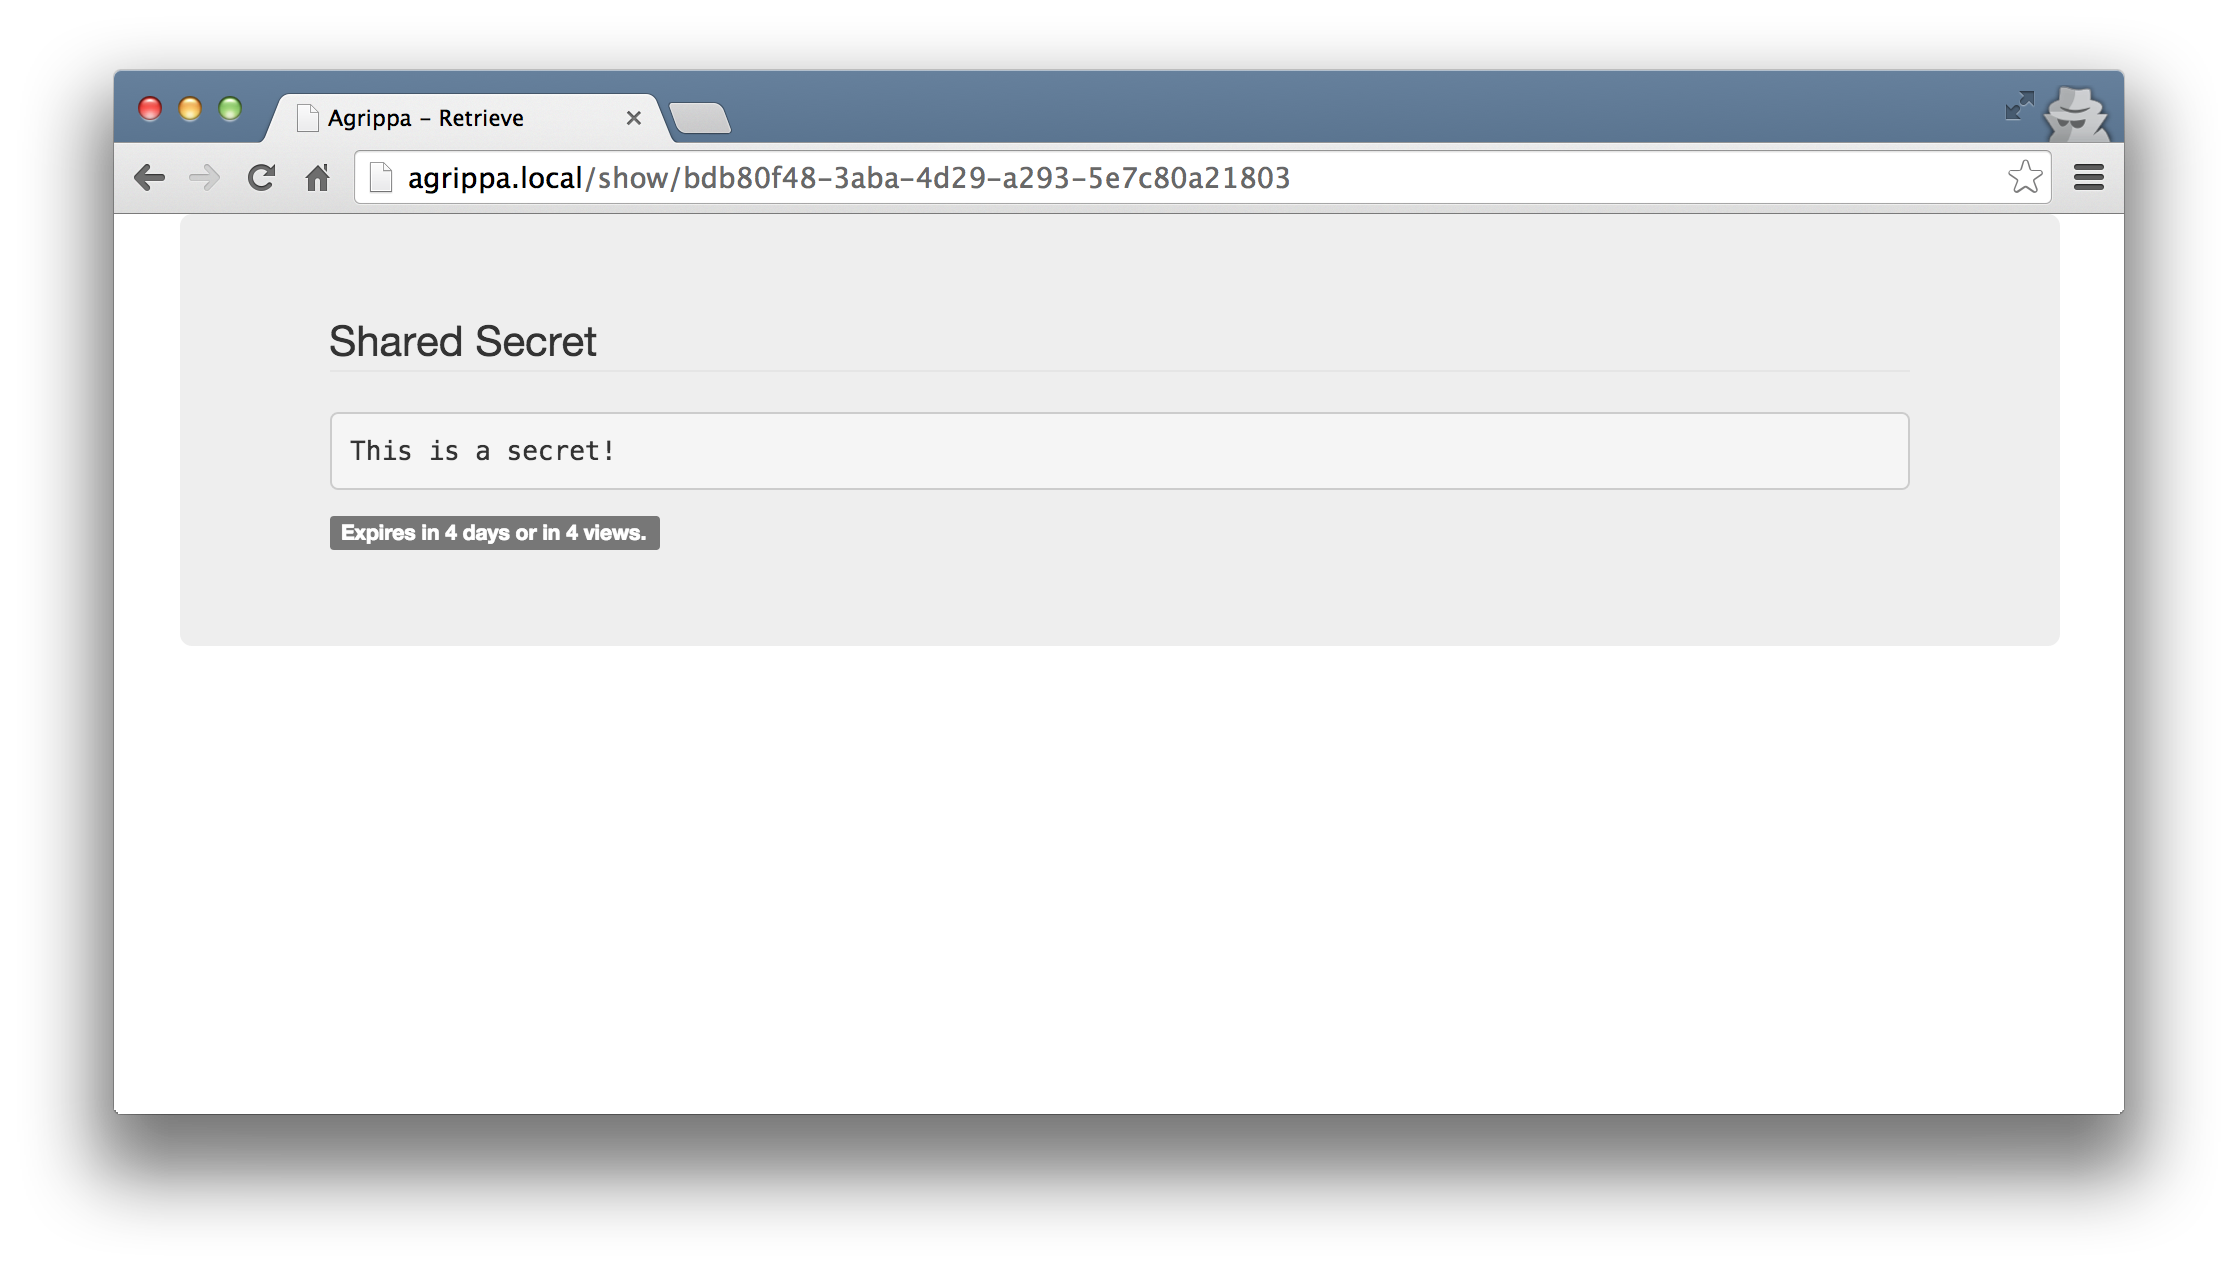 Agrippa – Retrieve
agrippa.local/show/bdb80f48-3aba-4d29-a293-5e7c80a21803
Shared Secret
This is a secret!
Expires in 4 days or in 4 views.